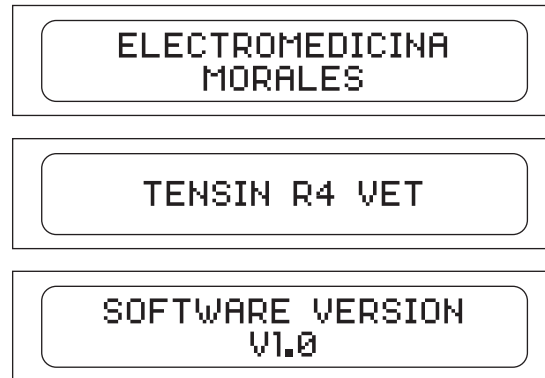 ELECTROMEDICINA
MORALES
TENSIN R4 VET
SOFTWARE VERSION
V1.0